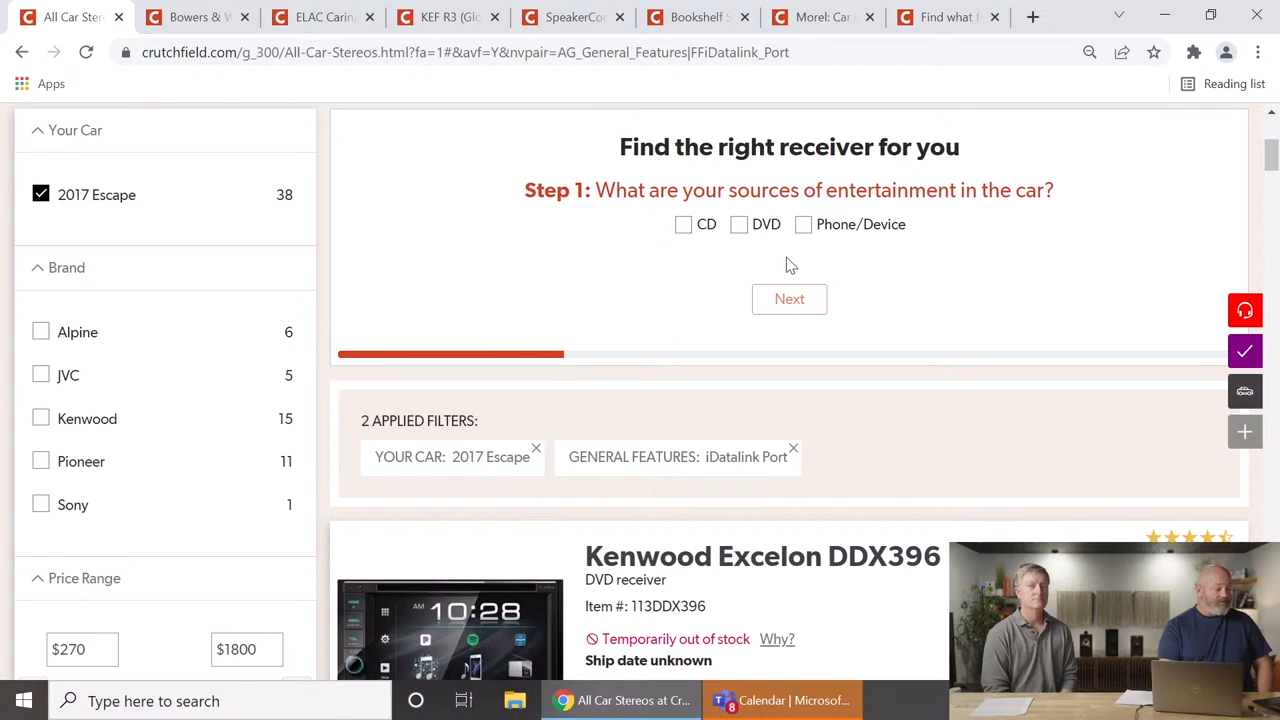 All Car Ste
Bowers & W
ELAC Carin
KEF R3 (Glo
SpeakerCor
Bookshelf S
Morel: Car
Find what f
crutchfield.com/g_300/All-Car-Stereos.html?fa=1#&avf=Y&nvpair=AG_General_Features|FFiDatalink_Port
Apps
Reading list
Your Car
2017 Escape 38
Brand
Alpine 6
JVC 5
Kenwood 15
Pioneer 11
Sony 1
Price Range
$270 $1800
Find the right receiver for you
Step 1: What are your sources of entertainment in the car?
CD DVD Phone/Device
Next
2 APPLIED FILTERS:
YOUR CAR: 2017 Escape
GENERAL FEATURES: iDatalink Port
Kenwood Excelon DDX396
DVD receiver
Item #: 113DDX396
Temporarily out of stock Why?
Ship date unknown
AM 10:28
Type here to search
All Car Stereos at Cr...
8
Calendar | Microsof...